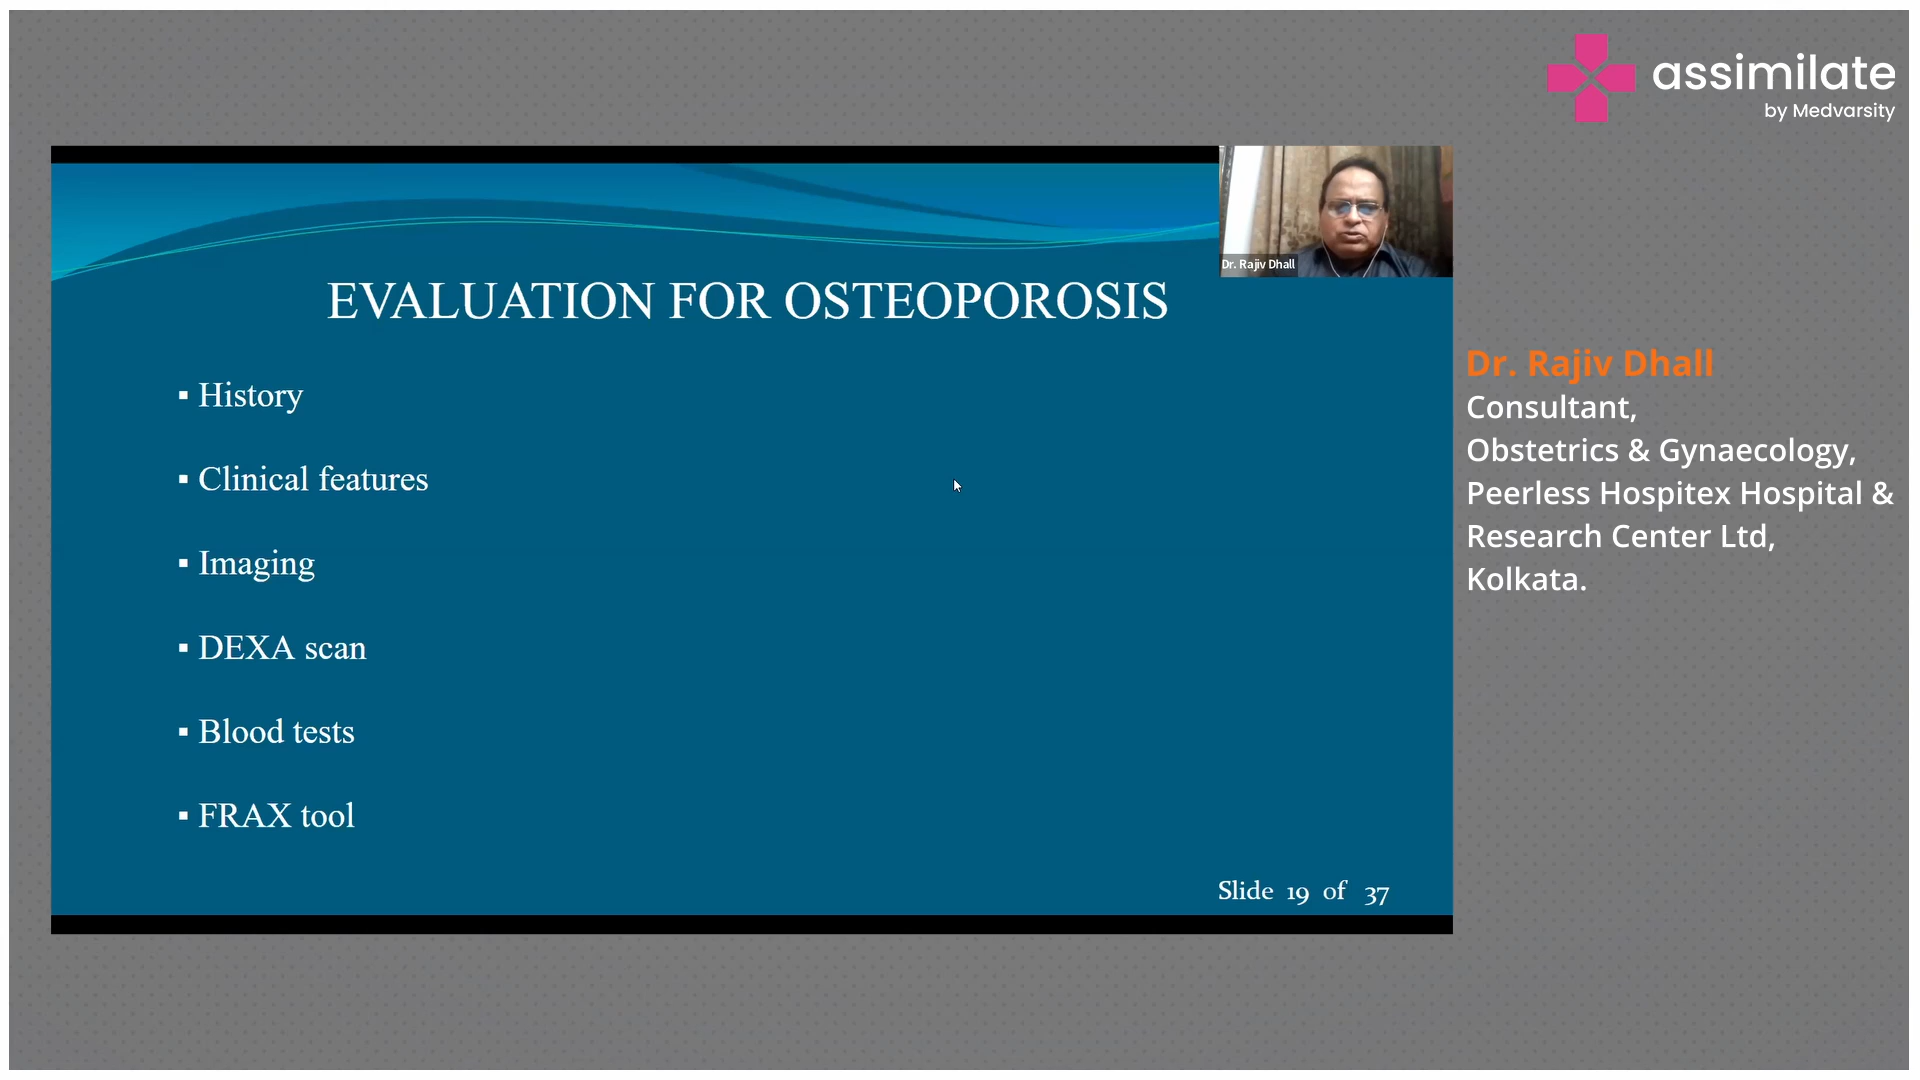 assimilate
by Medvarsity
Dr. Rajiv Dhall
EVALUATION FOR OSTEOPOROSIS
▪ History
▪ Clinical features
▪ Imaging
▪ DEXA scan
▪ Blood tests
▪ FRAX tool
Slide 19 of 37
Dr. Rajiv Dhall
Consultant,
Obstetrics & Gynaecology,
Peerless Hospitex Hospital &
Research Center Ltd,
Kolkata.